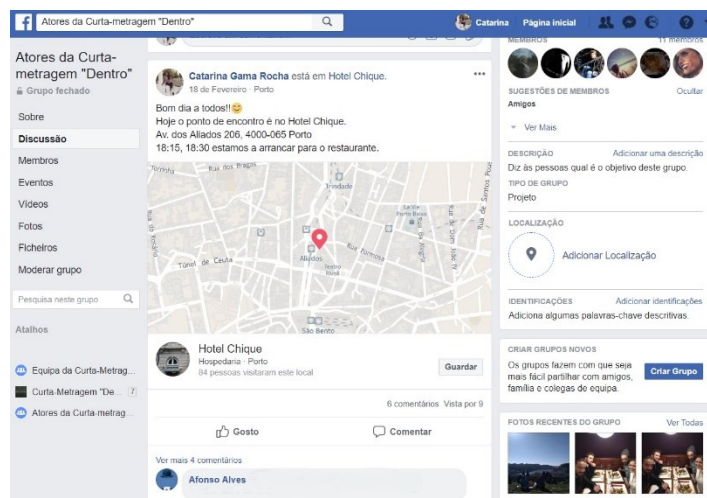 Atores da Curta-metragem "Dentro"
Catarina
Página inicial
Atores da Curta-
metragem "Dentro"
Grupo fechado
Sobre
Discussão
Membros
Eventos
Vídeos
Fotos
Ficheiros
Moderar grupo
Pesquisa neste grupo
Atalhos
Equipa da Curta-Metrag...
Curta-Metragem "De... 7
Atores da Curta-metrag...
Catarina Gama Rocha está em Hotel Chique.
18 de Fevereiro · Porto
Bom dia a todos!!😄
Hoje o ponto de encontro é no Hotel Chique.
Av. dos Aliados 206, 4000-065 Porto
18:15, 18:30 estamos a arrancar para o restaurante.
Rua dos Bragas
Trindade
Rua do Rosário
Túnel de Ceuta
Aliados
Rua Formosa
São Bento
Hotel Chique
Hospedaria · Porto
84 pessoas visitaram este local
Guardar
6 comentários Vista por 9
Gosto
Comentar
Ver mais 4 comentários
Afonso Alves
MEMBROS
11 membros
SUGESTÕES DE MEMBROS
Ocultar
Amigos
Ver Mais
DESCRIÇÃO
Adicionar uma descrição
Diz às pessoas qual é o objetivo deste grupo.
TIPO DE GRUPO
Projeto
LOCALIZAÇÃO
Adicionar Localização
IDENTIFICAÇÕES
Adicionar identificações
Adiciona algumas palavras-chave descritivas.
CRIAR GRUPOS NOVOS
Os grupos fazem com que seja
mais fácil partilhar com amigos,
família e colegas de equipa.
Criar Grupo
FOTOS RECENTES DO GRUPO
Ver Todas